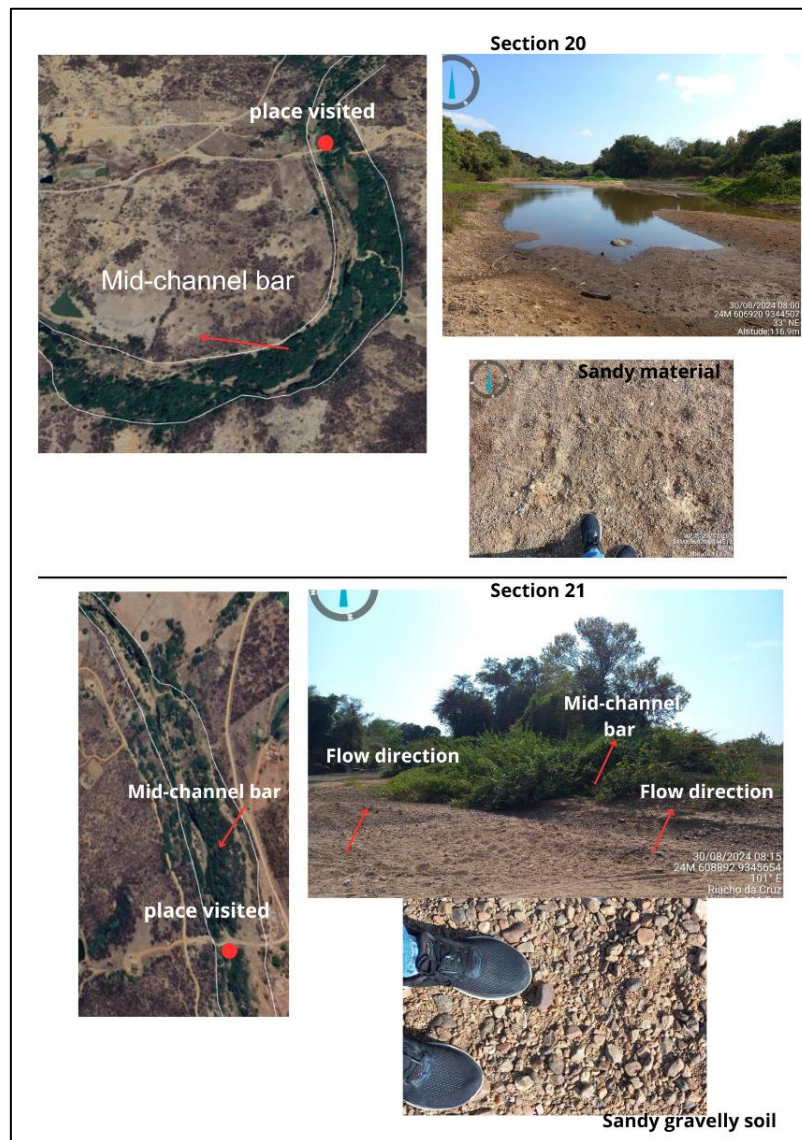 Section 20
place visited
Mid-channel bar
30/08/2024 08:00
24M 606920 9344507
33° NE
Altitude:116.9m
Sandy material
Section 21
Mid-channel bar
place visited
Mid-channel
bar
Flow direction
Flow direction
30/08/2024 08:15
24M 608892 9345654
101° E
Riacho da Cruz
Sandy gravelly soil